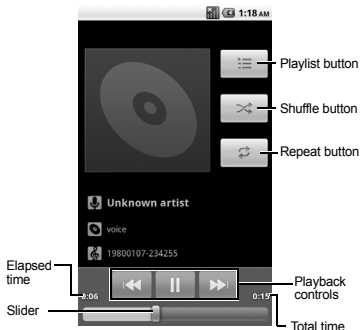 1:18 AM
Playlist button
Shuffle button
Repeat button
Unknown artist
voice
19800107-234255
Elapsed
time
0:06
0:15
Playback
controls
Slider
Total time